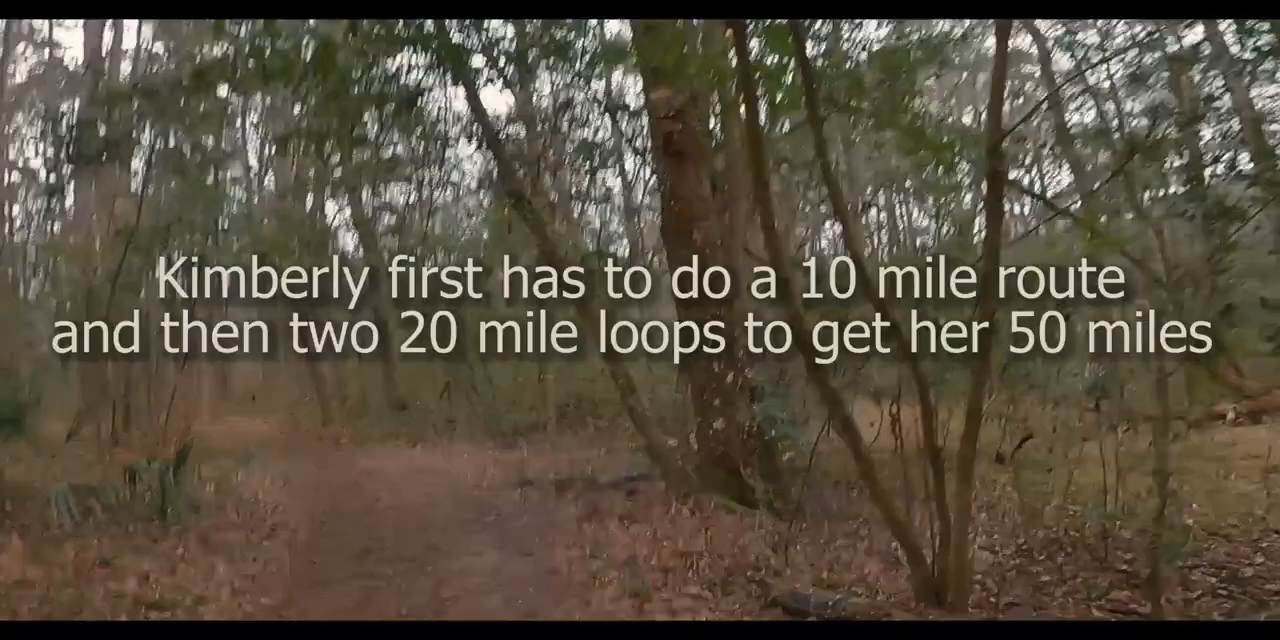 Kimberly first has to do a 10 mile route
and then two 20 mile loops to get her 50 miles